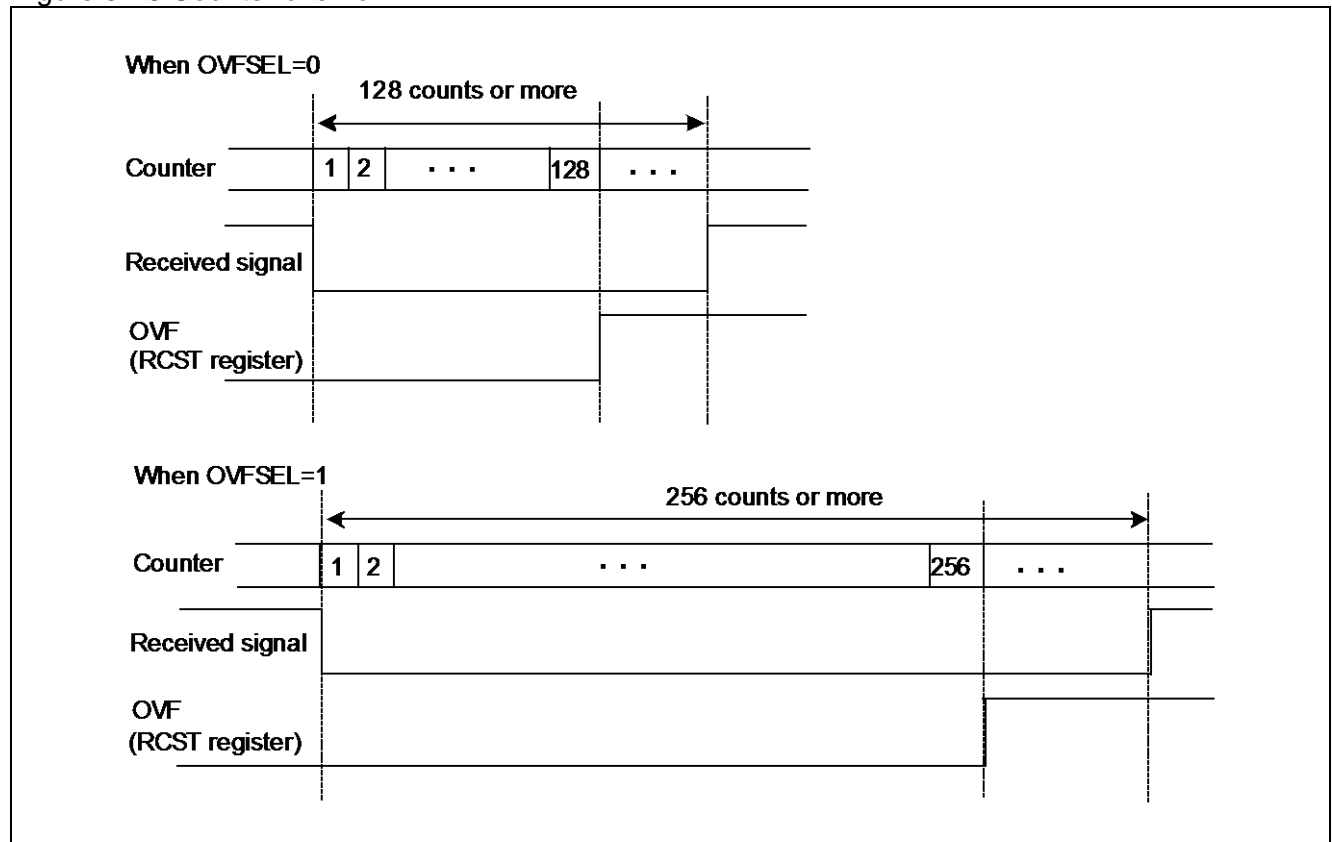 When OVFSEL=0
128 counts or more
Counter 1 2 · · · 128 · · ·
Received signal
OVF
(RCST register)
When OVFSEL=1
256 counts or more
Counter 1 2 · · · 256 · · ·
Received signal
OVF
(RCST register)